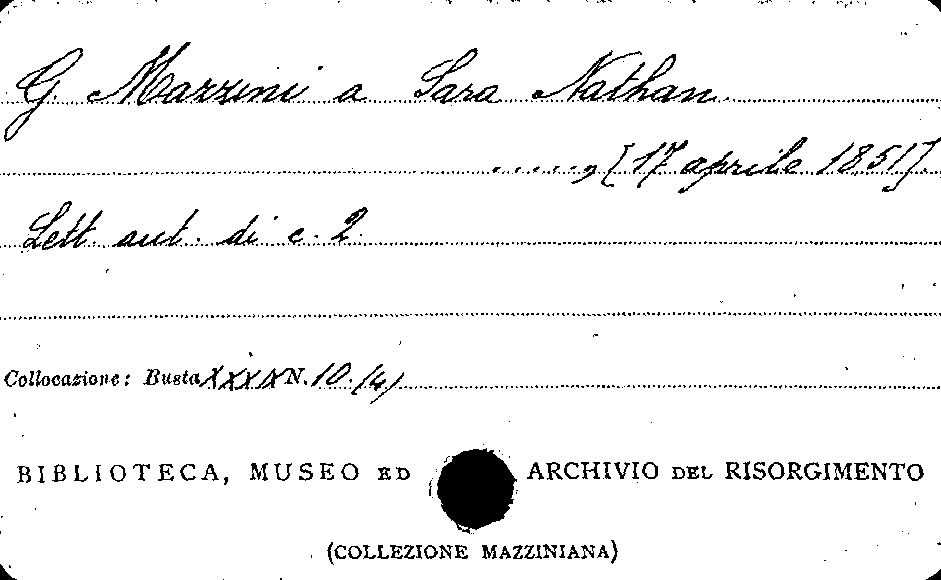 G. Mazzini a Sara Nathan.
....., [17 aprile 1851].
Lett. aut. di c. 2.
Collocazione: Busta XXXX N. 10. (4)
BIBLIOTECA, MUSEO ED ARCHIVIO DEL RISORGIMENTO
(COLLEZIONE MAZZINIANA)